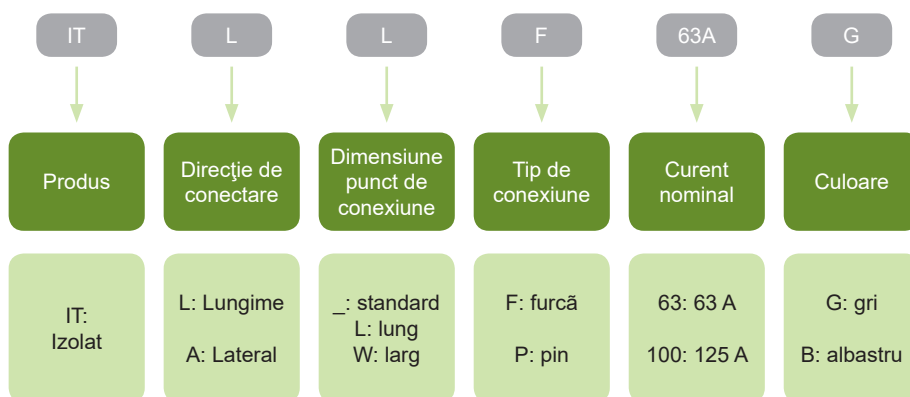 IT L L F 63A G
Produs
Direcţie de
conectare
Dimensiune
punct de
conexiune
Tip de
conexiune
Curent
nominal
Culoare
IT:
Izolat
L: Lungime
A: Lateral
_: standard
L: lung
W: larg
F: furcã
P: pin
63: 63 A
100: 125 A
G: gri
B: albastru